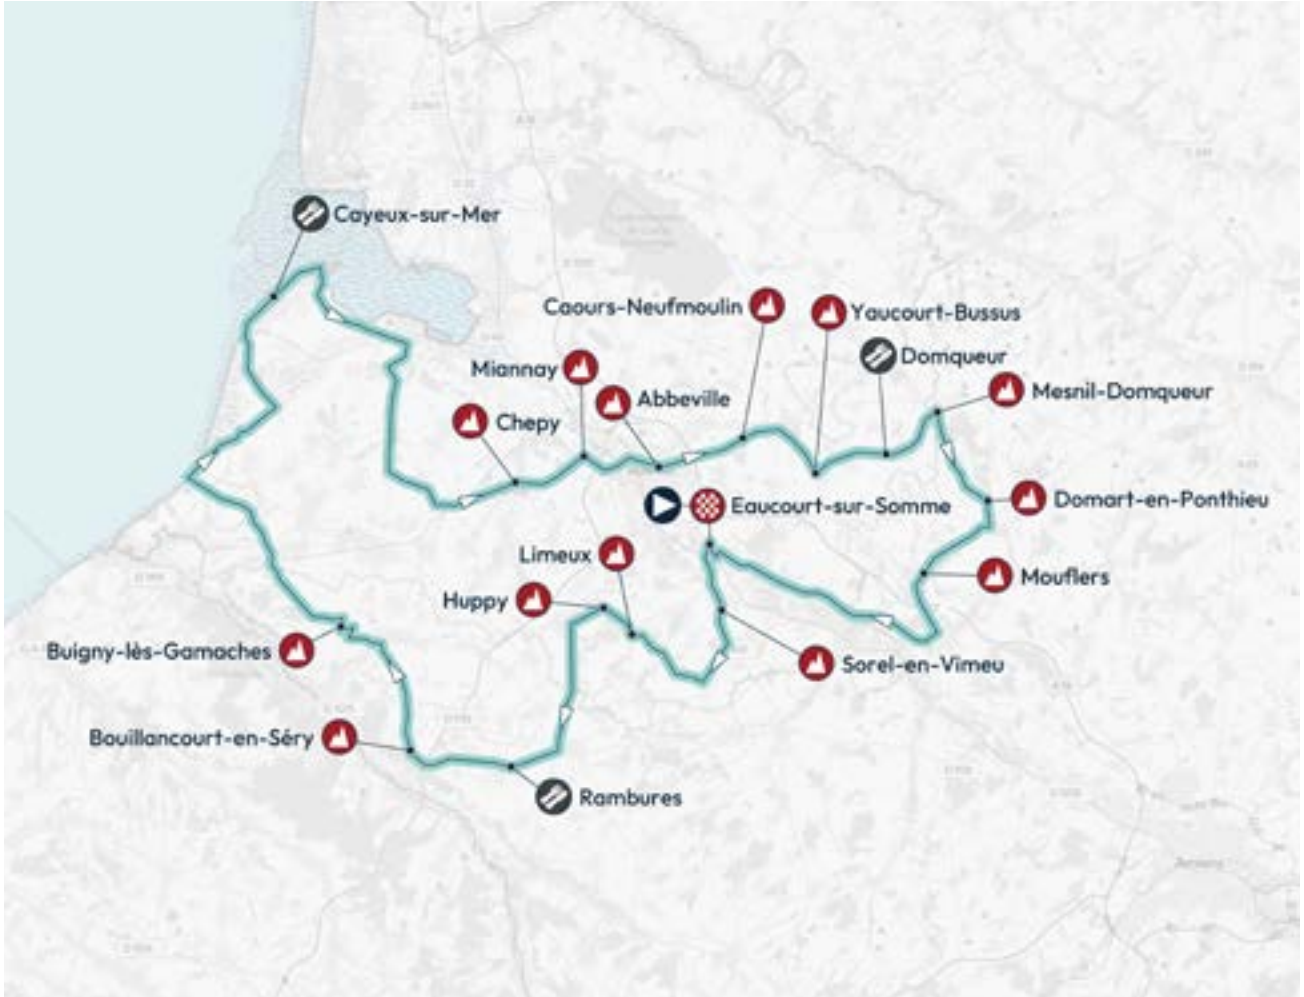 Cayeux-sur-Mer
Caours-Neufmoulin
Yaucourt-Bussus
Domqueur
Miannay
Mesnil-Domqueur
Abbeville
Chepy
Domart-en-Ponthieu
Eaucourt-sur-Somme
Limeux
Mouflers
Huppy
Buigny-lès-Gamaches
Sorel-en-Vimeu
Bouillancourt-en-Séry
Rambures